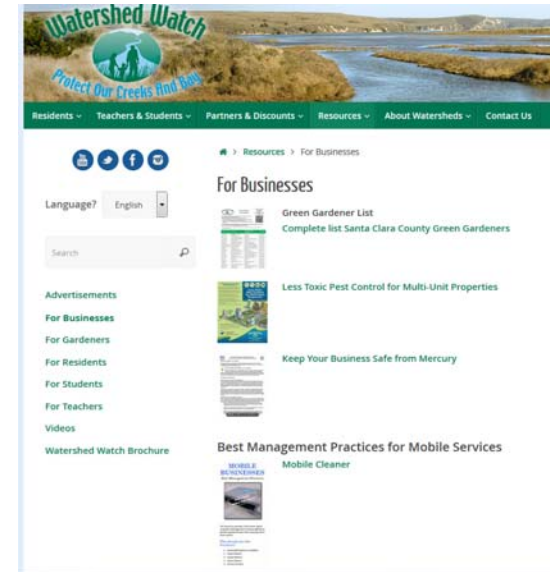 Watershed Watch
Protect Our Creeks And Bay
Residents
Teachers & Students
Partners & Discounts
Resources
About Watersheds
Contact Us
> Resources > For Businesses
For Businesses
Language? English
Search
Green Gardener List
Complete list Santa Clara County Green Gardeners
Less Toxic Pest Control for Multi-Unit Properties
Keep Your Business Safe from Mercury
Advertisements
For Businesses
For Gardeners
For Residents
For Students
For Teachers
Videos
Watershed Watch Brochure
Best Management Practices for Mobile Services
Mobile Cleaner
MOBILE
BUSINESSES